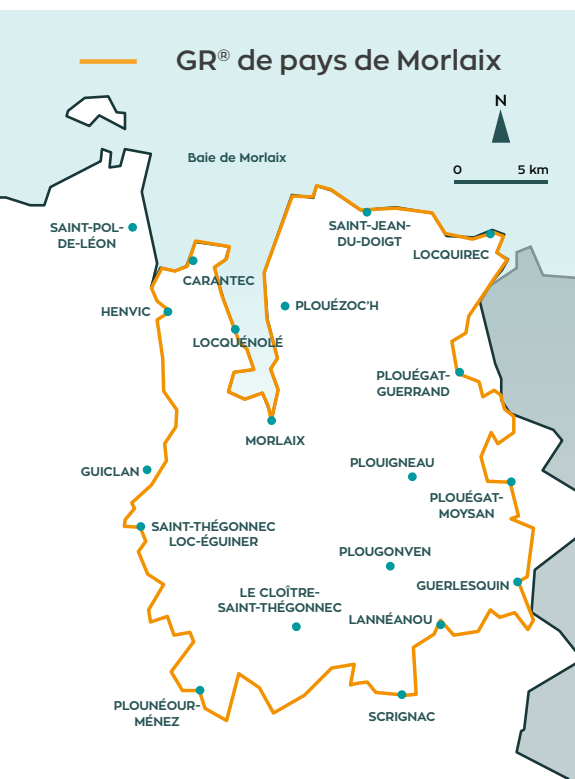 GR® de pays de Morlaix
N
0 5 km
Baie de Morlaix
SAINT-POL-
DE-LÉON
SAINT-JEAN-
DU-DOIGT
LOCQUIREC
CARANTEC
HENVIC
PLOUÉZOC'H
LOCQUÉNOLÉ
PLOUÉGAT-
GUERRAND
MORLAIX
GUICLAN
PLOUIGNEAU
PLOUÉGAT-
MOYSAN
SAINT-THÉGONNEC
LOC-ÉGUINER
PLOUGONVEN
GUERLESQUIN
LE CLOÎTRE-
SAINT-THÉGONNEC
LANNÉANOU
PLOUNÉOUR-
MÉNEZ
SCRIGNAC